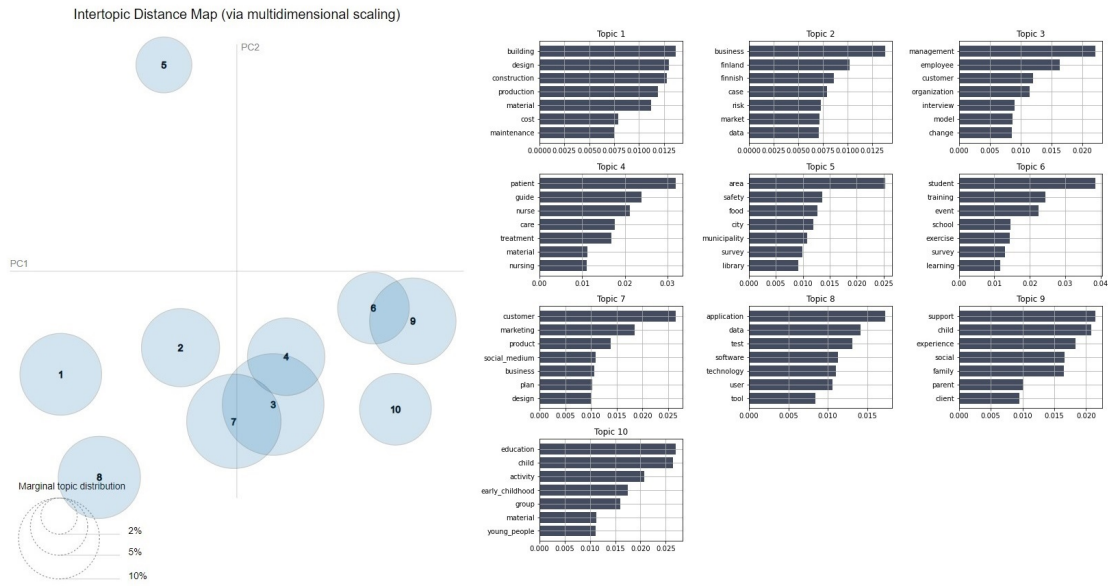 Intertopic Distance Map (via multidimensional scaling)
PC2
5
PC1
6
9
2
4
1
3
10
7
8
Marginal topic distribution
2%
5%
10%
Topic 1
building
design
construction
production
material
cost
maintenance
0.0000 0.0025 0.0050 0.0075 0.0100 0.0125
Topic 2
business
finland
finnish
case
risk
market
data
0.0000 0.0025 0.0050 0.0075 0.0100 0.0125
Topic 3
management
employee
customer
organization
interview
model
change
0.000 0.005 0.010 0.015 0.020
Topic 4
patient
guide
nurse
care
treatment
material
nursing
0.00 0.01 0.02 0.03
Topic 5
area
safety
food
city
municipality
survey
library
0.000 0.005 0.010 0.015 0.020 0.025
Topic 6
student
training
event
school
exercise
survey
learning
0.00 0.01 0.02 0.03 0.04
Topic 7
customer
marketing
product
social_medium
business
plan
design
0.000 0.005 0.010 0.015 0.020 0.025
Topic 8
application
data
test
software
technology
user
tool
0.000 0.005 0.010 0.015
Topic 9
support
child
experience
social
family
parent
client
0.000 0.005 0.010 0.015 0.020
Topic 10
education
child
activity
early_childhood
group
material
young_people
0.000 0.005 0.010 0.015 0.020 0.025